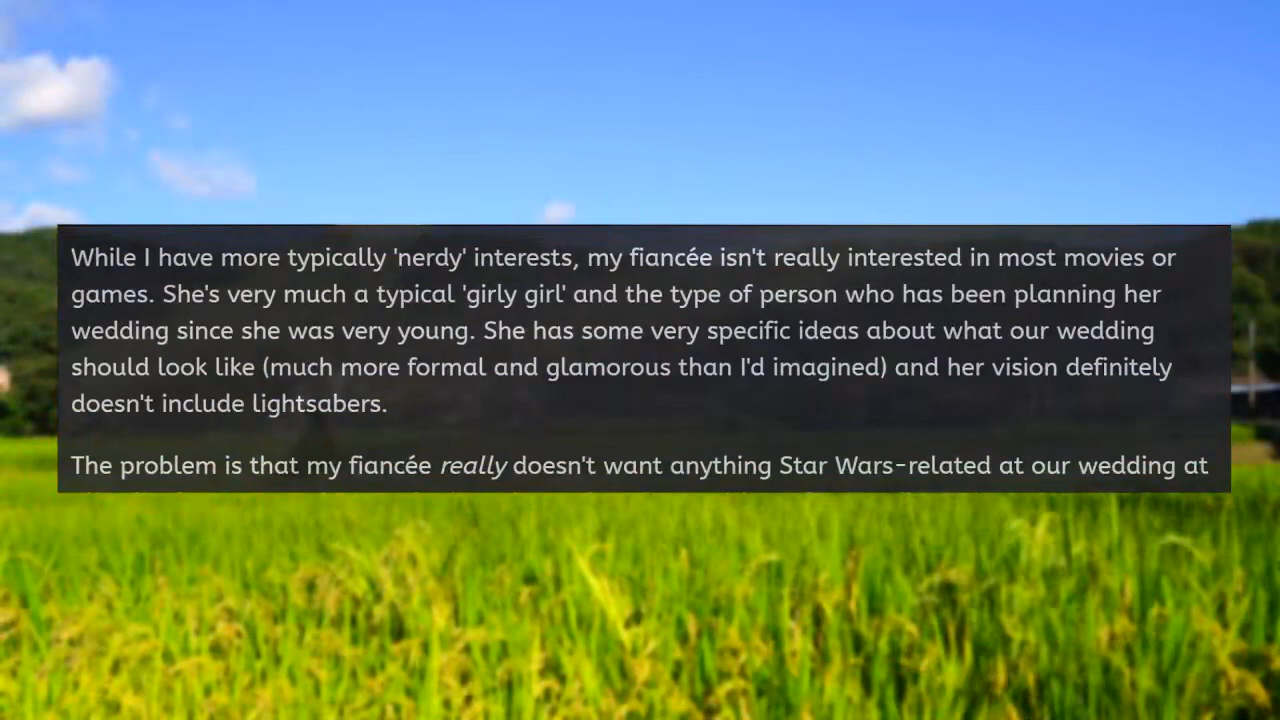 While I have more typically 'nerdy' interests, my fiancée isn't really interested in most movies or
games. She's very much a typical 'girly girl' and the type of person who has been planning her
wedding since she was very young. She has some very specific ideas about what our wedding
should look like (much more formal and glamorous than I'd imagined) and her vision definitely
doesn't include lightsabers.
The problem is that my fiancée really doesn't want anything Star Wars-related at our wedding at